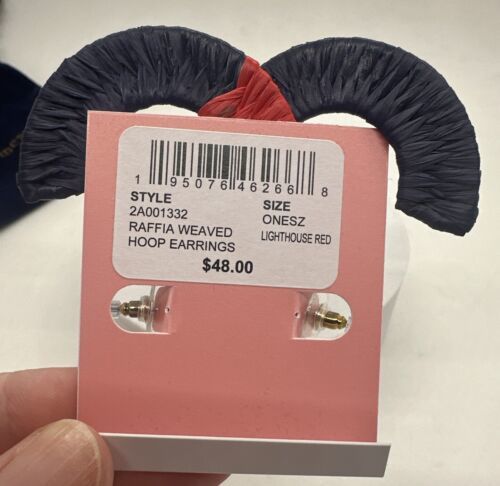 1 95076 46266 8
STYLE
2A001332
RAFFIA WEAVED
HOOP EARRINGS
SIZE
ONESZ
LIGHTHOUSE RED
$48.00